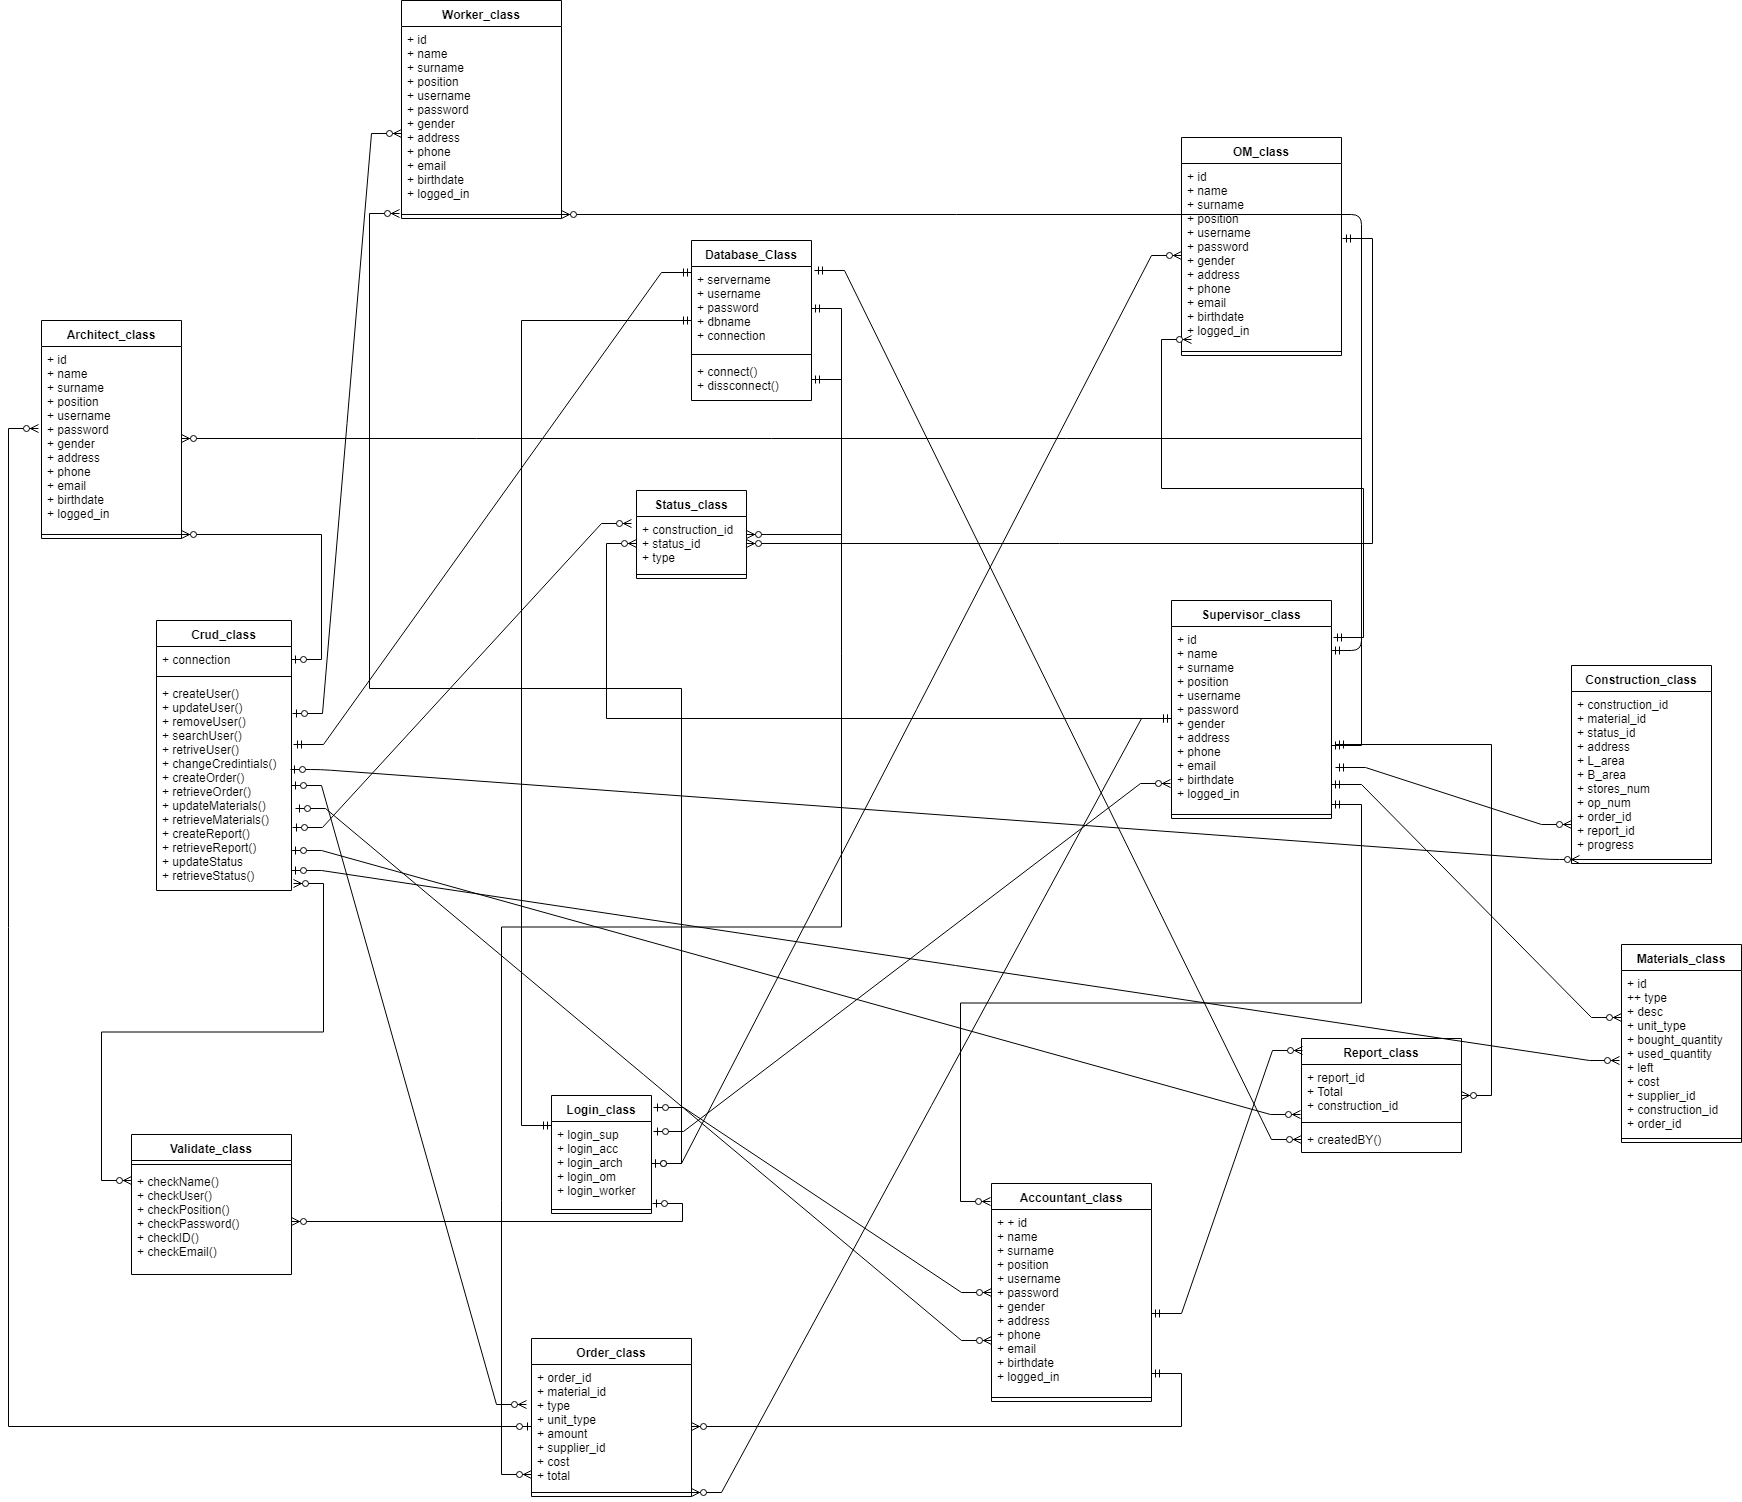 Worker_class
+ id
+ name
+ surname
+ position
+ username
+ password
+ gender
+ address
+ phone
+ email
+ birthdate
+ logged_in
OM_class
+ id
+ name
+ surname
+ position
+ username
+ password
+ gender
+ address
+ phone
+ email
+ birthdate
+ logged_in
Database_Class
+ servername
+ username
+ password
+ dbname
+ connection
+ connect()
+ dissconnect()
Architect_class
+ id
+ name
+ surname
+ position
+ username
+ password
+ gender
+ address
+ phone
+ email
+ birthdate
+ logged_in
Status_class
+ construction_id
+ status_id
+ type
Crud_class
+ connection
+ createUser()
+ updateUser()
+ removeUser()
+ searchUser()
+ retriveUser()
+ changeCredintials()
+ createOrder()
+ retrieveOrder()
+ updateMaterials()
+ retrieveMaterials()
+ createReport()
+ retrieveReport()
+ updateStatus
+ retrieveStatus()
Supervisor_class
+ id
+ name
+ surname
+ position
+ username
+ password
+ gender
+ address
+ phone
+ email
+ birthdate
+ logged_in
Construction_class
+ construction_id
+ material_id
+ status_id
+ address
+ L_area
+ B_area
+ stores_num
+ op_num
+ order_id
+ report_id
+ progress
Materials_class
+ id
++ type
+ desc
+ unit_type
+ bought_quantity
+ used_quantity
+ left
+ cost
+ supplier_id
+ construction_id
+ order_id
Report_class
+ report_id
+ Total
+ construction_id
+ createdBY()
Login_class
+ login_sup
+ login_acc
+ login_arch
+ login_om
+ login_worker
Validate_class
+ checkName()
+ checkUser()
+ checkPosition()
+ checkPassword()
+ checkID()
+ checkEmail()
Accountant_class
+ + id
+ name
+ surname
+ position
+ username
+ password
+ gender
+ address
+ phone
+ email
+ birthdate
+ logged_in
Order_class
+ order_id
+ material_id
+ type
+ unit_type
+ amount
+ supplier_id
+ cost
+ total